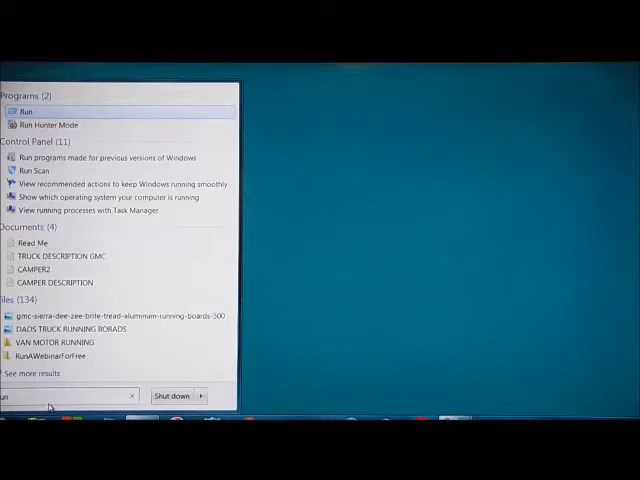 Programs (2)
Run
Run Hunter Mode
Control Panel (11)
Run programs made for previous versions of Windows
Run Scan
View recommended actions to keep Windows running smoothly
Show which operating system your computer is running
View running processes with Task Manager
Documents (4)
Read Me
TRUCK DESCRIPTION GMC
CAMPER2
CAMPER DESCRIPTION
iles (134)
gmc-sierra-dee-zee-brite-tread-aluminum-running-boards-500
DADS TRUCK RUNNING BORADS
VAN MOTOR RUNNING
RunAWebinarForFree
See more results
un
Shut down